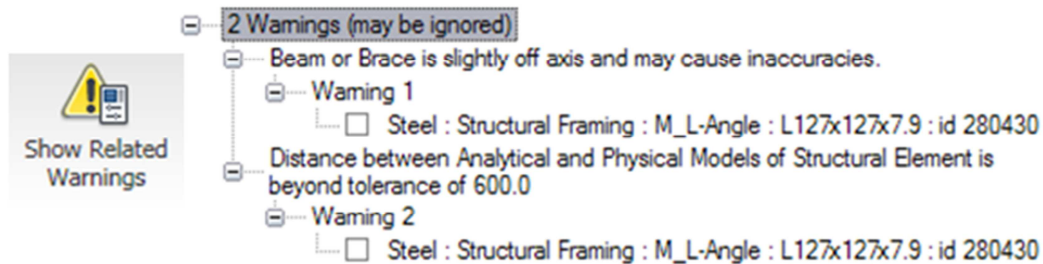 2 Warnings (may be ignored)
Beam or Brace is slightly off axis and may cause inaccuracies.
Warning 1
Steel : Structural Framing : M_L-Angle : L127x127x7.9 : id 280430
Show Related
Warnings
Distance between Analytical and Physical Models of Structural Element is
beyond tolerance of 600.0
Warning 2
Steel : Structural Framing : M_L-Angle : L127x127x7.9 : id 280430